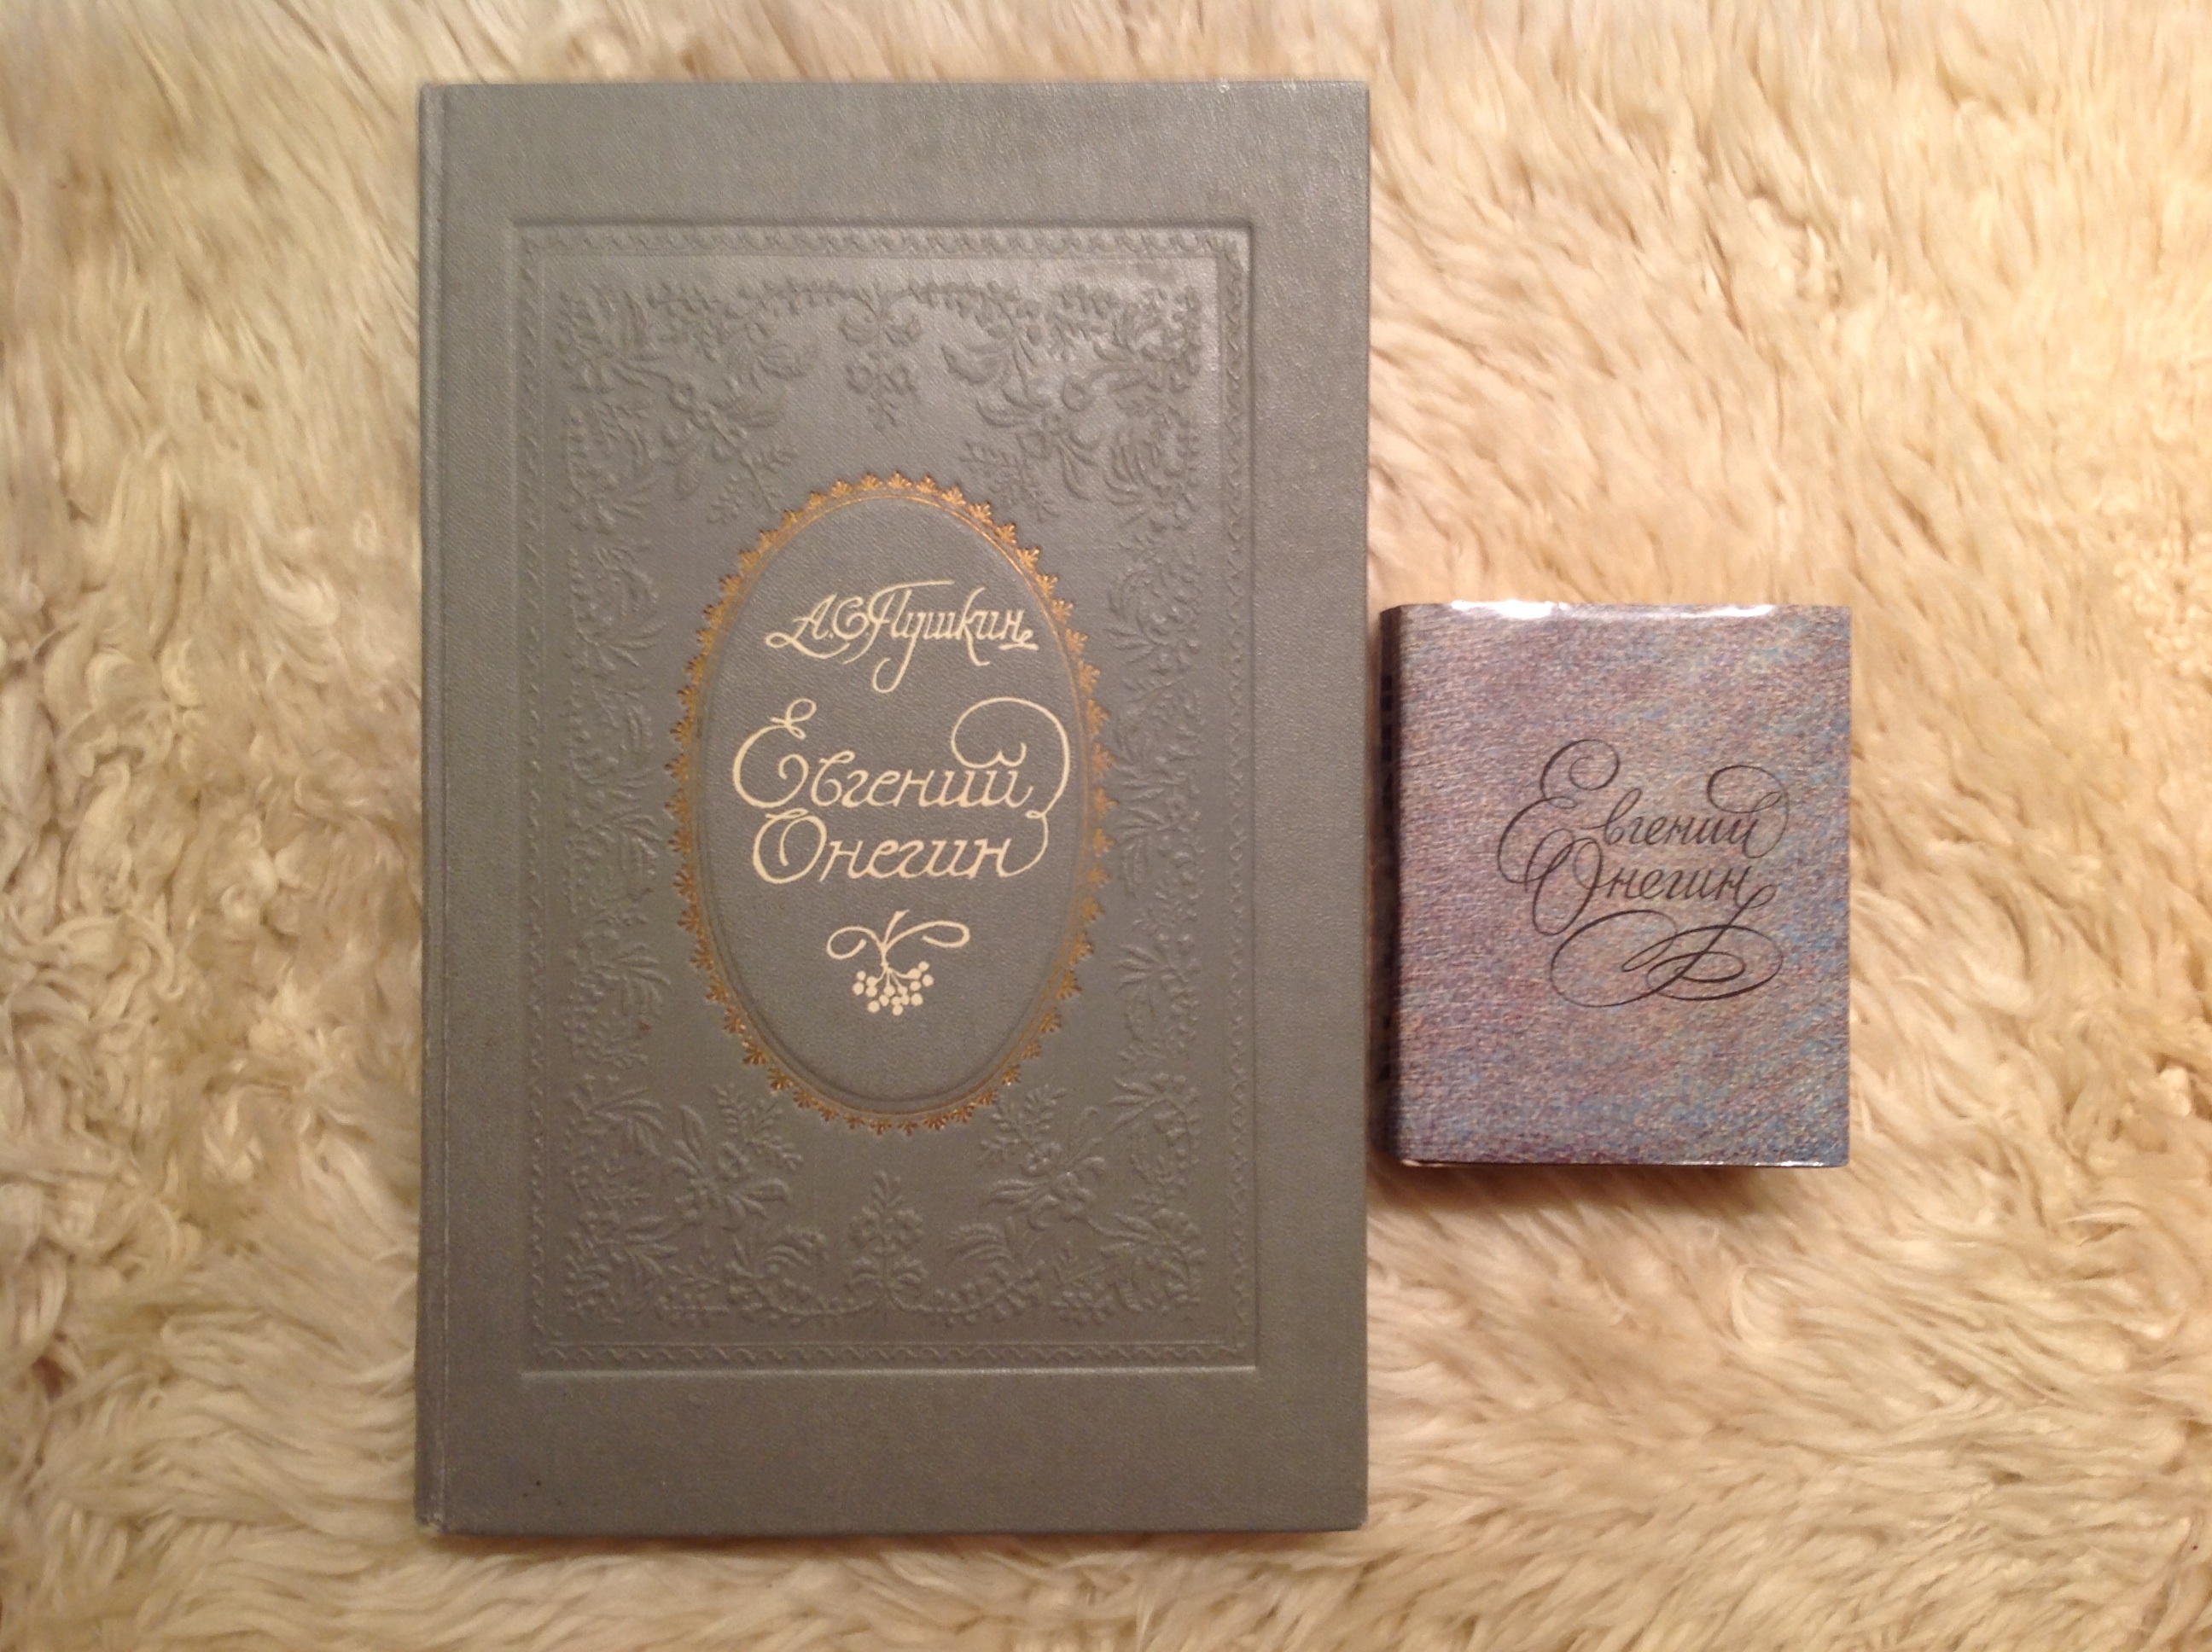 А.С.Пушкин
Евгений
Онегин
Евгений
Онегин